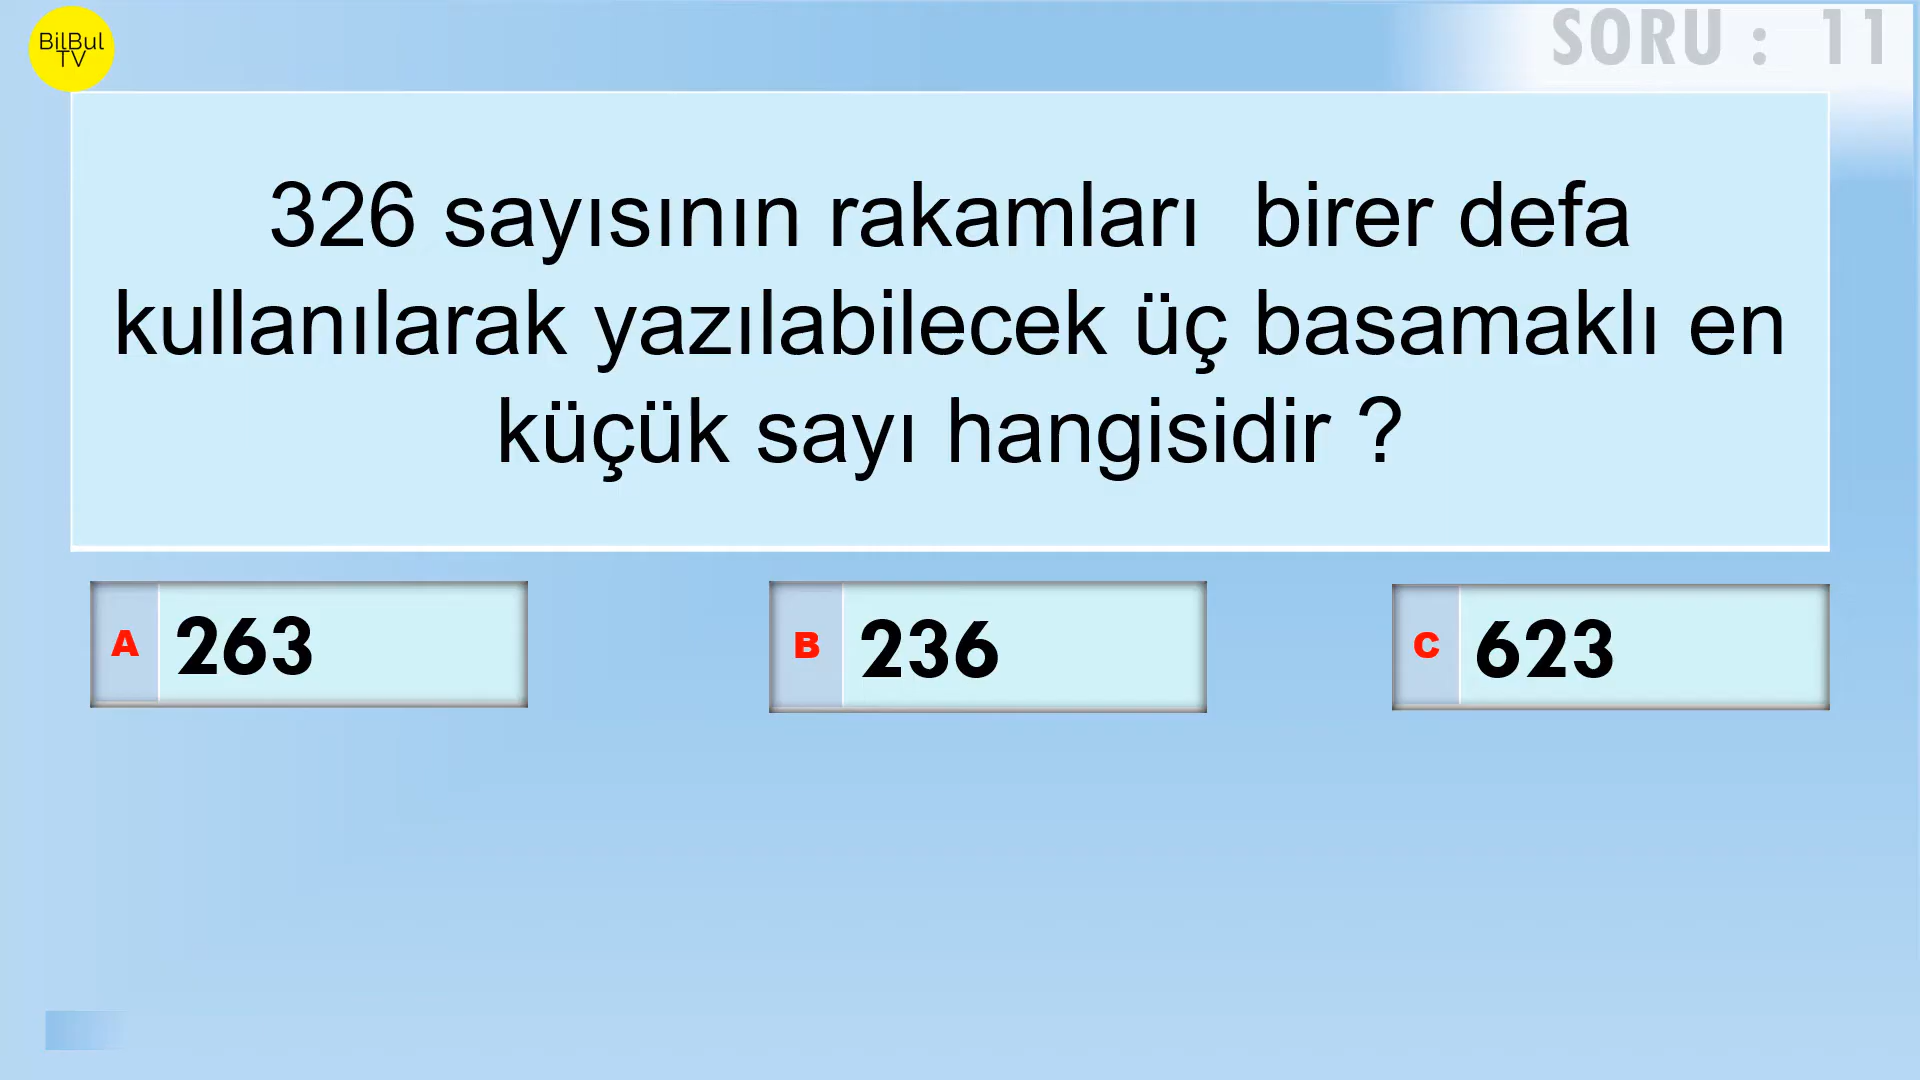 BilBul
TV
SORU : 11
326 sayısının rakamları birer defa
kullanılarak yazılabilecek üç basamaklı en
küçük sayı hangisidir ?
A 263
B 236
C 623